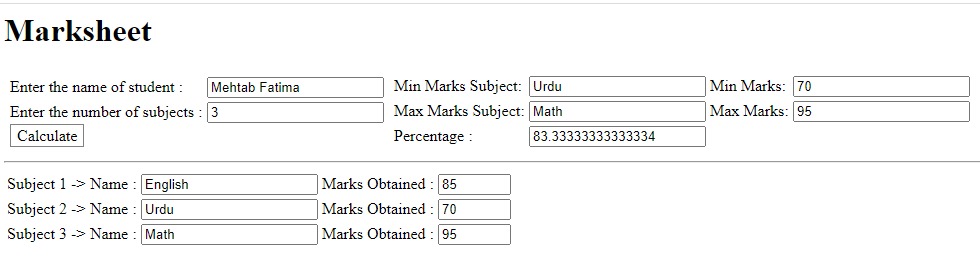 Marksheet
Enter the name of student : Mehtab Fatima Min Marks Subject: Urdu Min Marks: 70
Enter the number of subjects : 3 Max Marks Subject: Math Max Marks: 95
Calculate Percentage : 83.33333333333334
Subject 1 -> Name : English Marks Obtained : 85
Subject 2 -> Name : Urdu Marks Obtained : 70
Subject 3 -> Name : Math Marks Obtained : 95